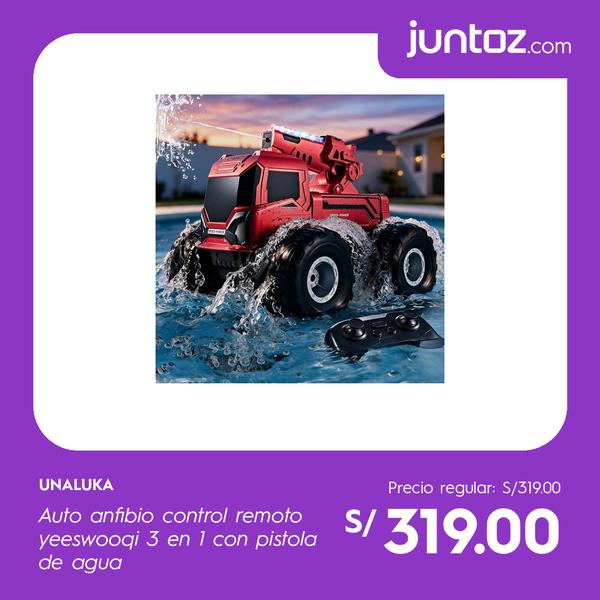 juntoz.com
UNALUKA
Auto anfibio control remoto
yeeswooqi 3 en 1 con pistola
de agua
Precio regular: S/319.00
S/319.00